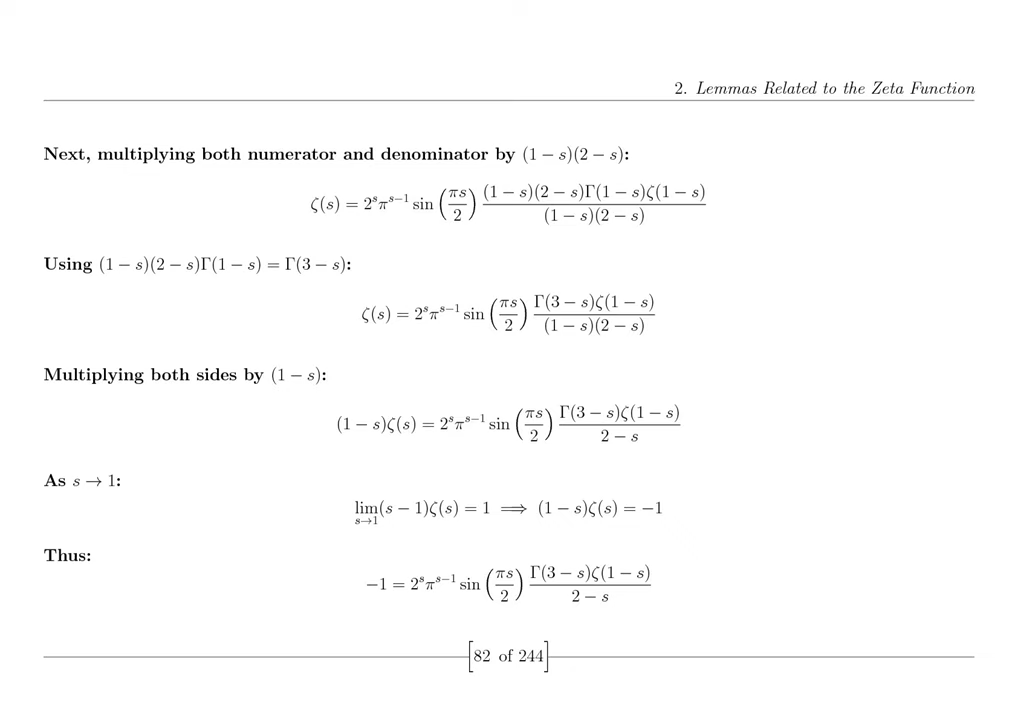 2. Lemmas Related to the Zeta Function
Next, multiplying both numerator and denominator by (1 − s)(2 − s):
ζ(s) = 2^s π^{s−1} sin(πs/2) (1 − s)(2 − s)Γ(1 − s)ζ(1 − s) / (1 − s)(2 − s)
Using (1 − s)(2 − s)Γ(1 − s) = Γ(3 − s):
ζ(s) = 2^s π^{s−1} sin(πs/2) Γ(3 − s)ζ(1 − s) / (1 − s)(2 − s)
Multiplying both sides by (1 − s):
(1 − s)ζ(s) = 2^s π^{s−1} sin(πs/2) Γ(3 − s)ζ(1 − s) / 2 − s
As s → 1:
lim_{s→1}(s − 1)ζ(s) = 1 ⟹ (1 − s)ζ(s) = −1
Thus:
−1 = 2^s π^{s−1} sin(πs/2) Γ(3 − s)ζ(1 − s) / 2 − s
[82 of 244]